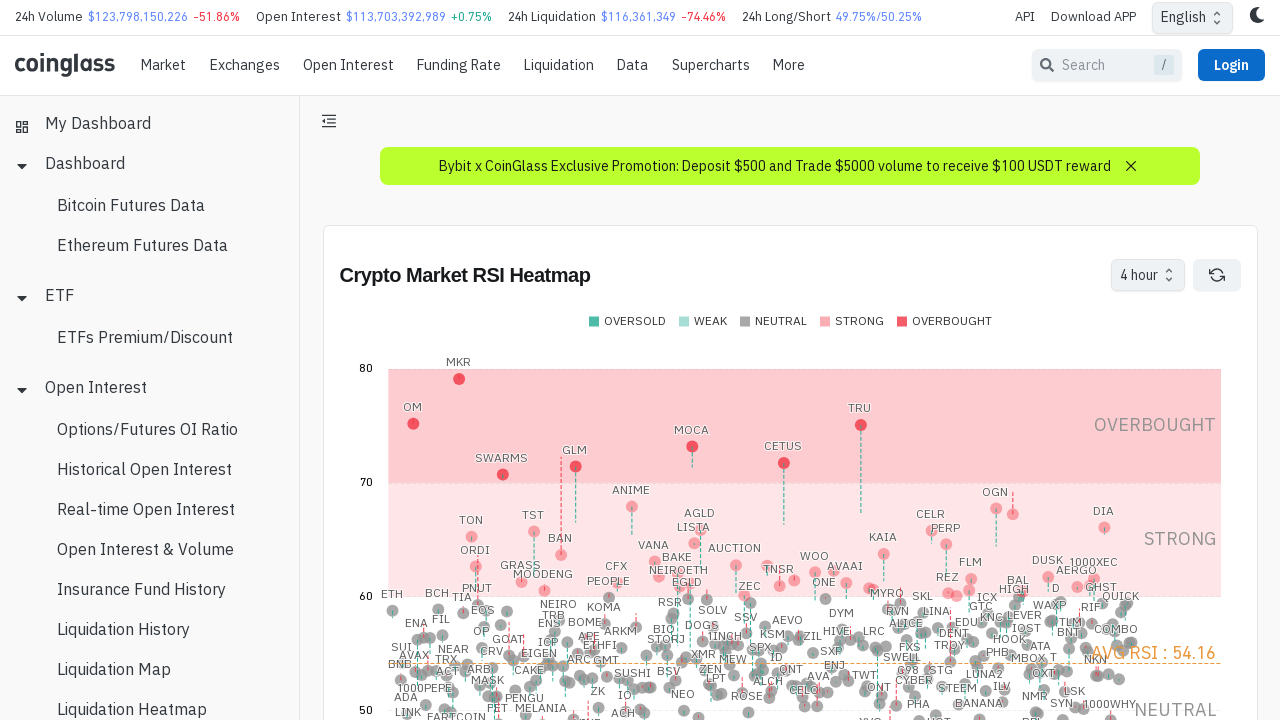 24h Volume $123,798,150,226 -51.86% Open Interest $113,703,392,989 +0.75% 24h Liquidation $116,361,349 -74.46% 24h Long/Short 49.75%/50.25% API Download APP English
coinglass Market Exchanges Open Interest Funding Rate Liquidation Data Supercharts More Search / Login
My Dashboard
Dashboard
Bitcoin Futures Data
Ethereum Futures Data
ETF
ETFs Premium/Discount
Open Interest
Options/Futures OI Ratio
Historical Open Interest
Real-time Open Interest
Open Interest & Volume
Insurance Fund History
Liquidation History
Liquidation Map
Liquidation Heatmap
Bybit x CoinGlass Exclusive Promotion: Deposit $500 and Trade $5000 volume to receive $100 USDT reward
Crypto Market RSI Heatmap 4 hour
OVERSOLD WEAK NEUTRAL STRONG OVERBOUGHT
MKR
80
OM TRU
OVERBOUGHT
MOCA
SWARMS GLM CETUS
70
ANIME OGN
TON TST AGLD CELR DIA
LISTA PERP
BAN KAIA STRONG
ORDI VANA AUCTION
GRASS CFX BAKE WOO FLM DUSK 1000XEC
MOODENG PEOPLE NEIROETH TNSR AVAAI REZ AERGO
PNUT EGLD ZEC ONE BAL GHST
60
ETH BCH TIA MYRO SKL ICX HIGH QUICK
EOS NEIRO KOMA RSR SOLV DYM RVN LINA GTC WAXP RIF
ENA FIL TRB BOME SSV AEVO ALICE EDU KNC LEVER TLM
OP ENS ARKM DOGS BIO HIVE LRC DENT IOST BNT COMBO
GOAT APE STORJ 1INCH KSM ZIL HOOK
SUI NEAR CRV ICP ETHFI SPX SXP FXS TRDY ATA
AVAX TRX EIGEN ARC GMT XMR MEW ID SWELL PHB MBOX T NKN AVG RSI : 54.16
BNB ACT ARB CAKE SUSHI BSV ZEN ONT ENJ TWT C98 STG LUNA2 OXT
1000PEPE MASK LPT ALCH AVA CYBER
ADA PENGU ZK IO NEO ROSE CELO QNT STEEM ILV NMR LSK
LINK FARTCOIN PET MELANIA ACH PHA BANANA SYN 1000WHY
50 NEUTRAL